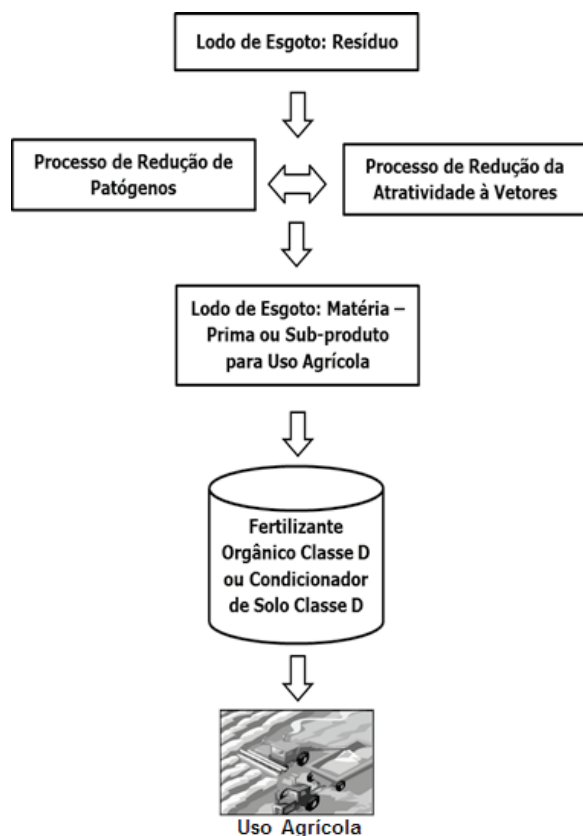 Lodo de Esgoto: Resíduo
Processo de Redução de
Patógenos
Processo de Redução da
Atratividade à Vetores
Lodo de Esgoto: Matéria –
Prima ou Sub-produto
para Uso Agrícola
Fertilizante
Orgânico Classe D
ou Condicionador
de Solo Classe D
Uso Agrícola